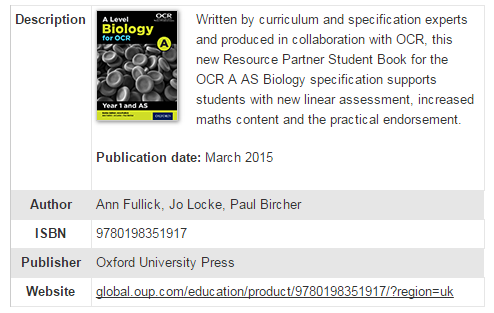 Description
A Level
Biology
for OCR
A
Year 1 and AS
OXFORD
Written by curriculum and specification experts
and produced in collaboration with OCR, this
new Resource Partner Student Book for the
OCR A AS Biology specification supports
students with new linear assessment, increased
maths content and the practical endorsement.
Publication date: March 2015
Author Ann Fullick, Jo Locke, Paul Bircher
ISBN 9780198351917
Publisher Oxford University Press
Website global.oup.com/education/product/9780198351917/?region=uk